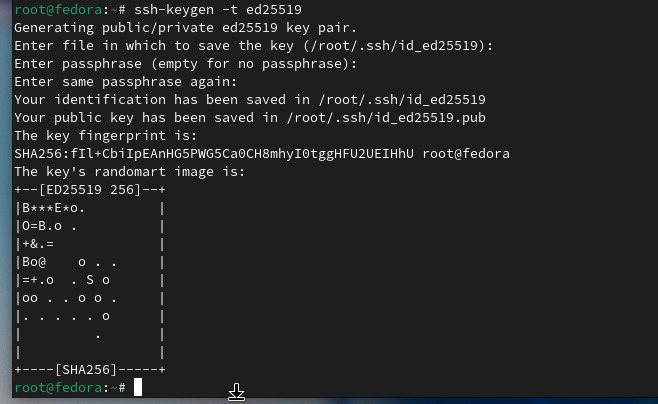 root@fedora:~# ssh-keygen -t ed25519
Generating public/private ed25519 key pair.
Enter file in which to save the key (/root/.ssh/id_ed25519):
Enter passphrase (empty for no passphrase):
Enter same passphrase again:
Your identification has been saved in /root/.ssh/id_ed25519
Your public key has been saved in /root/.ssh/id_ed25519.pub
The key fingerprint is:
SHA256:fIl+CbiIpEAnHG5PWG5Ca0CH8mhyI0tggHFU2UEIHhU root@fedora
The key's randomart image is:
+--[ED25519 256]--+
|B***E*o.         |
|O=B.o .          |
|+&.=             |
|Bo@    o . .     |
|=+.o  . S o      |
|oo . . o o .     |
|. . . . . o      |
|         .       |
|                 |
+----[SHA256]-----+
root@fedora:~#